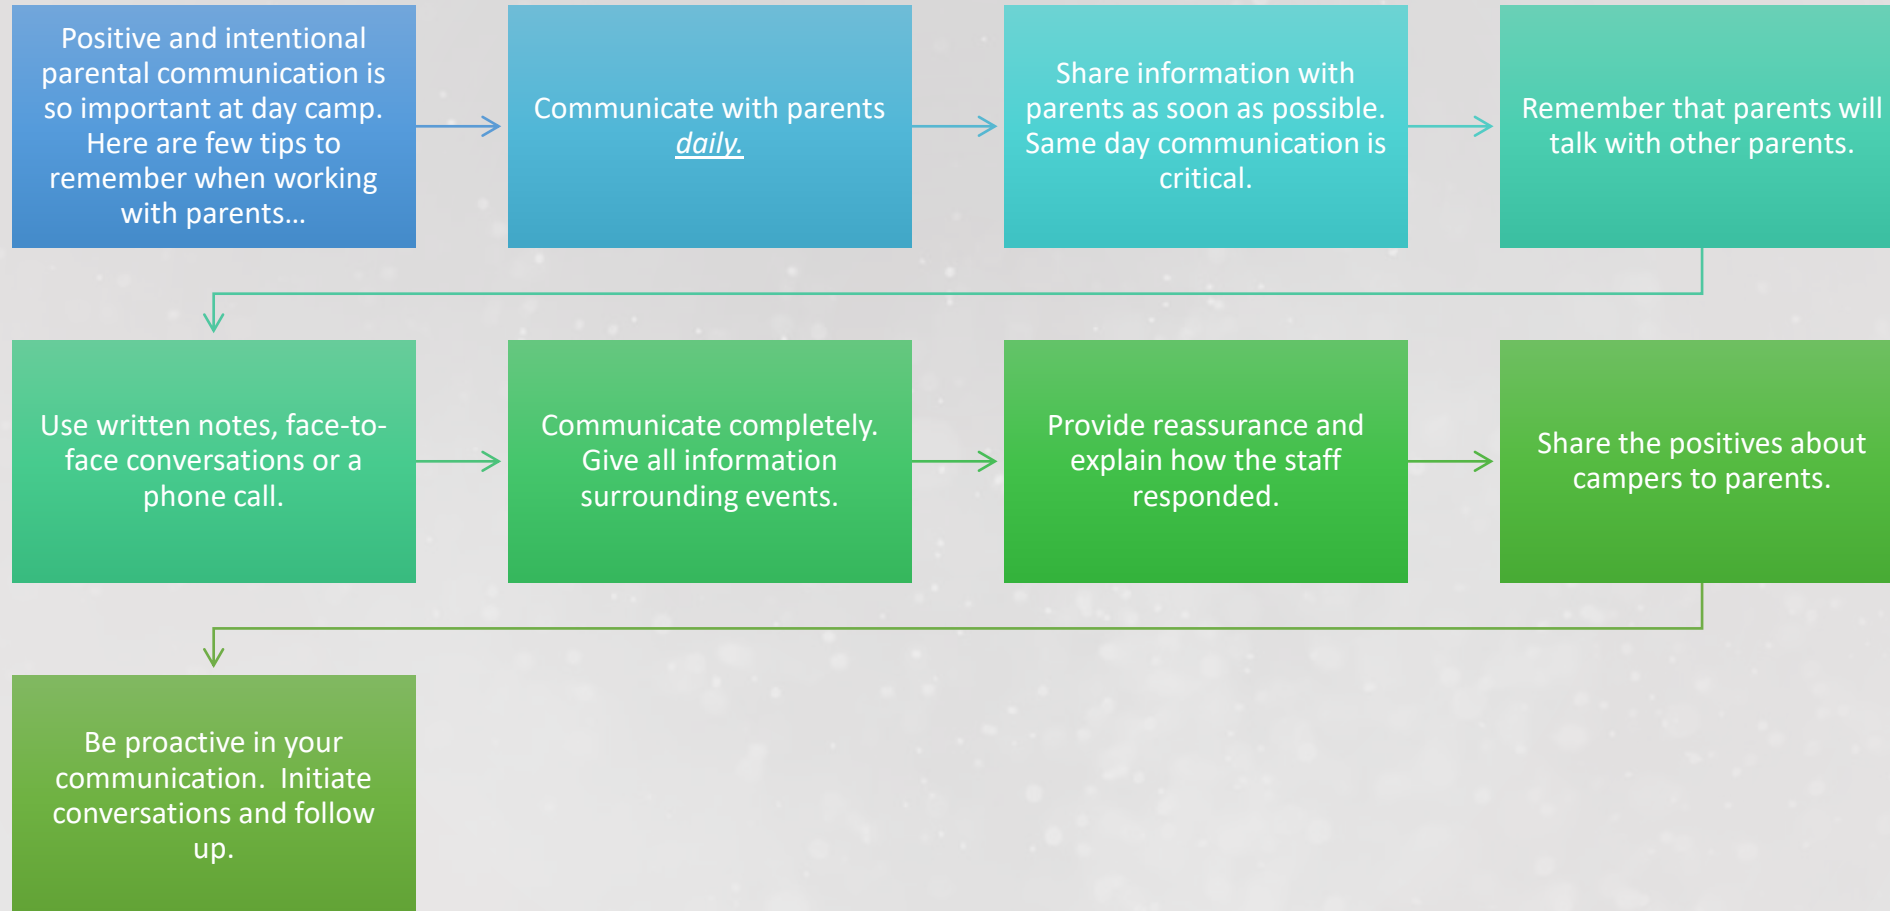 Positive and intentional
parental communication is
so important at day camp.
Here are few tips to
remember when working
with parents...
Communicate with parents
daily.
Share information with
parents as soon as possible.
Same day communication is
critical.
Remember that parents will
talk with other parents.
Use written notes, face-to-
face conversations or a
phone call.
Communicate completely.
Give all information
surrounding events.
Provide reassurance and
explain how the staff
responded.
Share the positives about
campers to parents.
Be proactive in your
communication.  Initiate
conversations and follow
up.